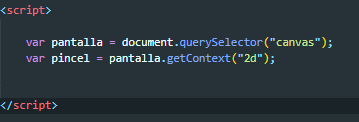 <script>
var pantalla = document.querySelector("canvas");
var pincel = pantalla.getContext("2d");
</script>